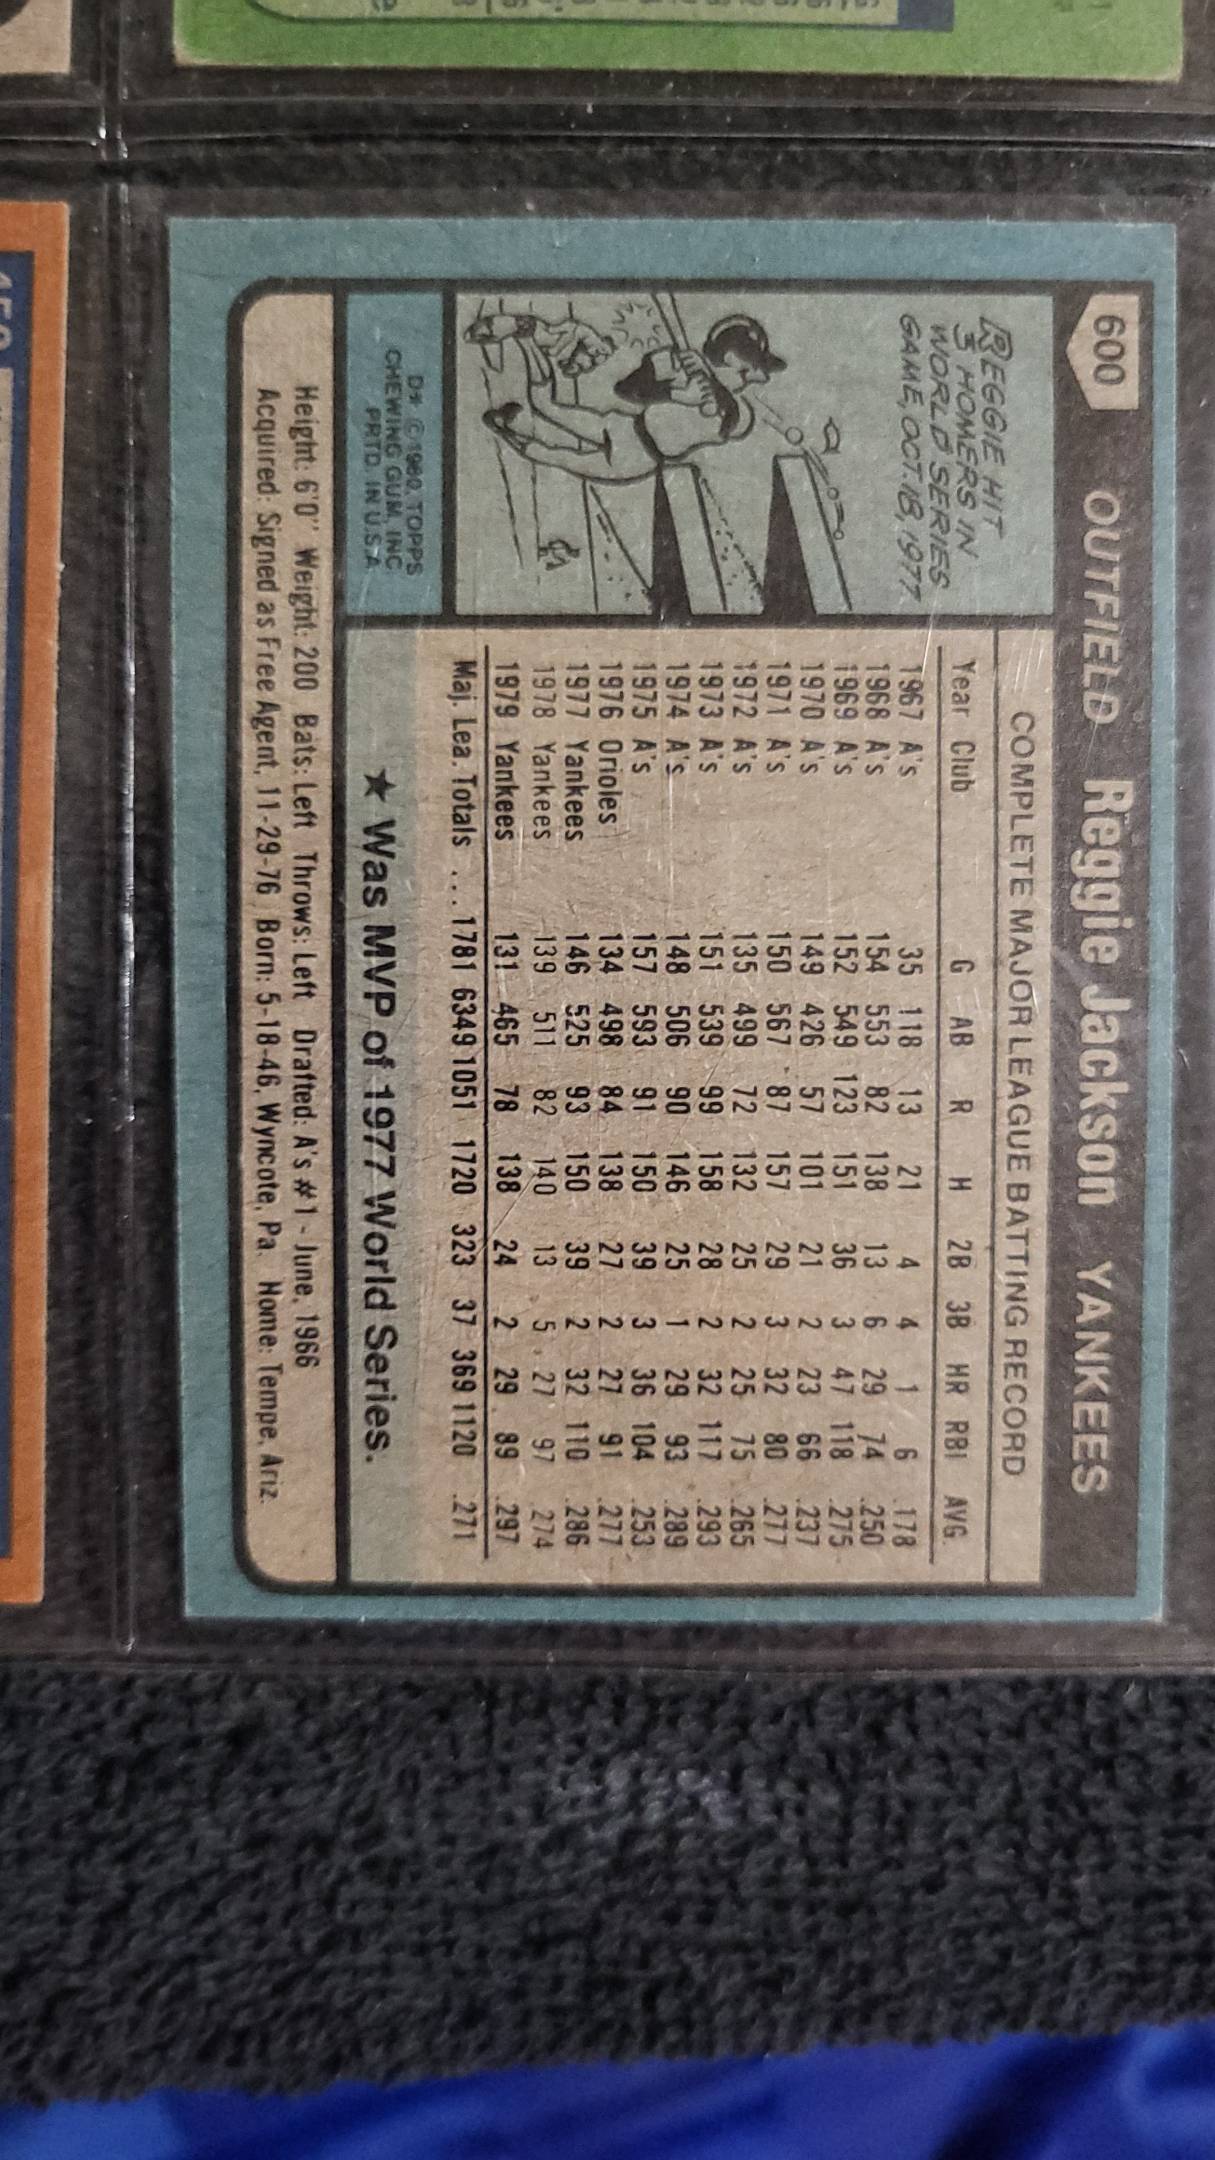 600 OUTFIELD Reggie Jackson YANKEES
REGGIE HIT
3 HOMERS IN
WORLD SERIES
GAME, OCT. 18, 1977
D* © 1980, TOPPS
CHEWING GUM, INC.
PRTD. IN U.S.A.
COMPLETE MAJOR LEAGUE BATTING RECORD
Year Club G AB R H 2B 3B HR RBI AVG.
1967 A's 35 118 13 21 4 4 1 6 .178
1968 A's 154 553 82 138 13 6 29 74 .250
1969 A's 152 549 123 151 36 3 47 118 .275
1970 A's 149 426 57 101 21 2 23 66 .237
1971 A's 150 567 87 157 29 3 32 80 .277
1972 A's 135 499 72 132 25 2 25 75 .265
1973 A's 151 539 99 158 28 2 32 117 .293
1974 A's 148 506 90 146 25 1 29 93 .289
1975 A's 157 593 91 150 39 3 36 104 .253
1976 Orioles 134 498 84 138 27 2 27 91 .277
1977 Yankees 146 525 93 150 39 2 32 110 .286
1978 Yankees 139 511 82 140 13 5 27 97 .274
1979 Yankees 131 465 78 138 24 2 29 89 .297
Maj. Lea. Totals ... 1781 6349 1051 1720 323 37 369 1120 .271
★ Was MVP of 1977 World Series.
Height: 6'0" Weight: 200 Bats: Left Throws: Left Drafted: A's #1 - June, 1966
Acquired: Signed as Free Agent, 11-29-76 Born: 5-18-46, Wyncote, Pa. Home: Tempe, Ariz.